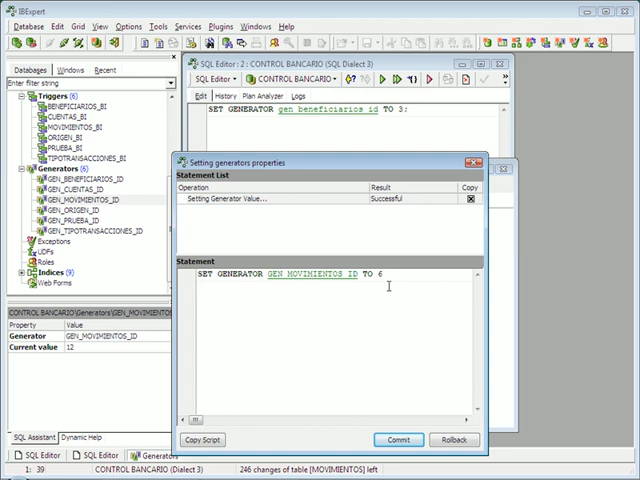 IBExpert
Database Edit Grid View Options Tools Services Plugins Windows Help
Databases Windows Recent
Enter filter string
Triggers
BENEFICIARIOS_BI
CUENTAS_BI
MOVIMIENTOS_BI
ORIGEN_BI
PRUEBA_BI
TIPOTRANSACCIONES_BI
Generators (6)
GEN_BENEFICIARIOS_ID
GEN_CUENTAS_ID
GEN_MOVIMIENTOS_ID
GEN_ORIGEN_ID
GEN_PRUEBA_ID
GEN_TIPOTRANSACCIONES_ID
Exceptions
UDFs
Roles
Indices (9)
Web Forms
CONTROL BANCARIO\Generators\GEN_MOVIMIENTOS_ID
Property Value
Generator GEN_MOVIMIENTOS_ID
Current value 12
SQL Assistant Dynamic Help
SQL Editor : 2 : CONTROL BANCARIO (SQL Dialect 3)
SQL Editor CONTROL BANCARIO
Edit History Plan Analyzer Logs
SET GENERATOR gen_beneficiarios_id TO 3;
Setting generators properties
Statement List
Operation Result Copy
Setting Generator Value... Successful
Statement
SET GENERATOR GEN_MOVIMIENTOS_ID TO 6
Copy Script Commit Rollback
SQL Editor SQL Editor Generators
1: 39 CONTROL BANCARIO (Dialect 3) 246 changes of table [MOVIMIENTOS] left